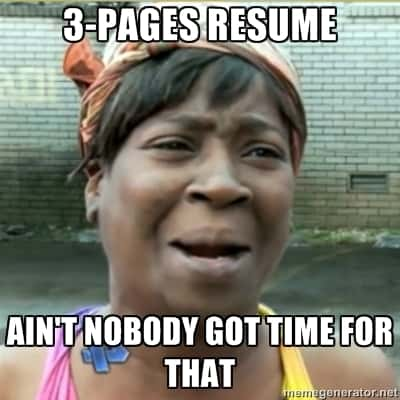 3-PAGES RESUME
AIN'T NOBODY GOT TIME FOR
THAT
memegenerator.net